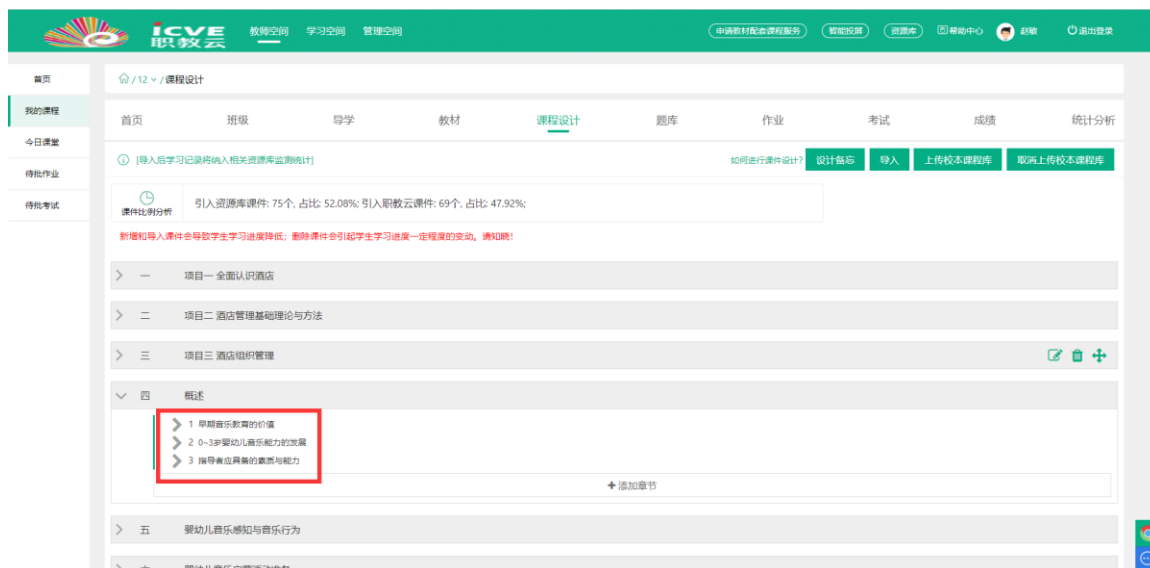 icve 职教云 教师空间 学习空间 管理空间 申请教材配套课程服务 智能投屏 资源库 帮助中心 赵敏 退出登录
首页
我的课程
今日课堂
待批作业
待批考试
/ 12 / 课程设计
首页 班级 导学 教材 课程设计 题库 作业 考试 成绩 统计分析
[导入后学习记录将纳入相关资源库监测统计] 如何进行课件设计? 设计备忘 导入 上传校本课程库 取消上传校本课程库
课件比例分析 引入资源库课件: 75个, 占比: 52.08%; 引入职教云课件: 69个, 占比: 47.92%;
新增和导入课件会导致学生学习进度降低；删除课件会引起学生学习进度一定程度的变动。请知晓！
一 项目一 全面认识酒店
二 项目二 酒店管理基础理论与方法
三 项目三 酒店组织管理
四 概述
1 早期音乐教育的价值
2 0~3岁婴幼儿音乐能力的发展
3 指导者应具备的素质与能力
添加章节
五 婴幼儿音乐感知与音乐行为